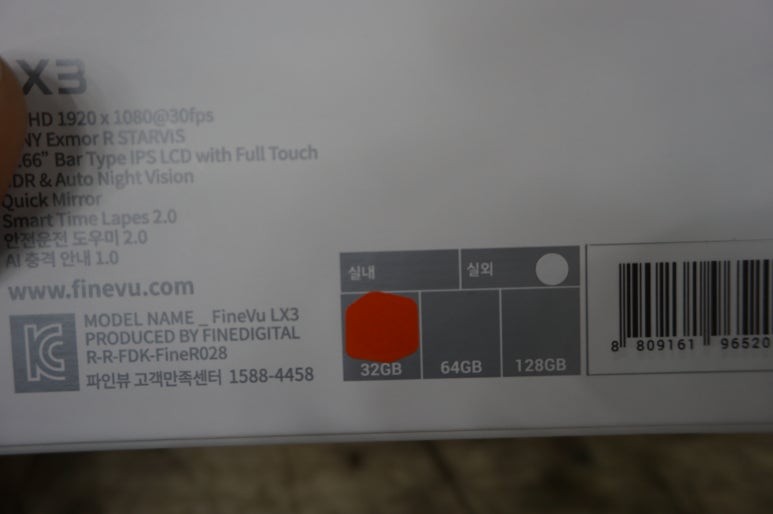 X3
HD 1920 x 1080@30fps
NY Exmor R STARVIS
.66" Bar Type IPS LCD with Full Touch
DR & Auto Night Vision
Quick Mirror
Smart Time Lapes 2.0
안전운전 도우미 2.0
AI 충격 안내 1.0
www.finevu.com
MODEL NAME _ FineVu LX3
PRODUCED BY FINEDIGITAL
R-R-FDK-FineR028
파인뷰 고객만족센터 1588-4458
실내 실외
32GB 64GB 128GB
8 809161 96520